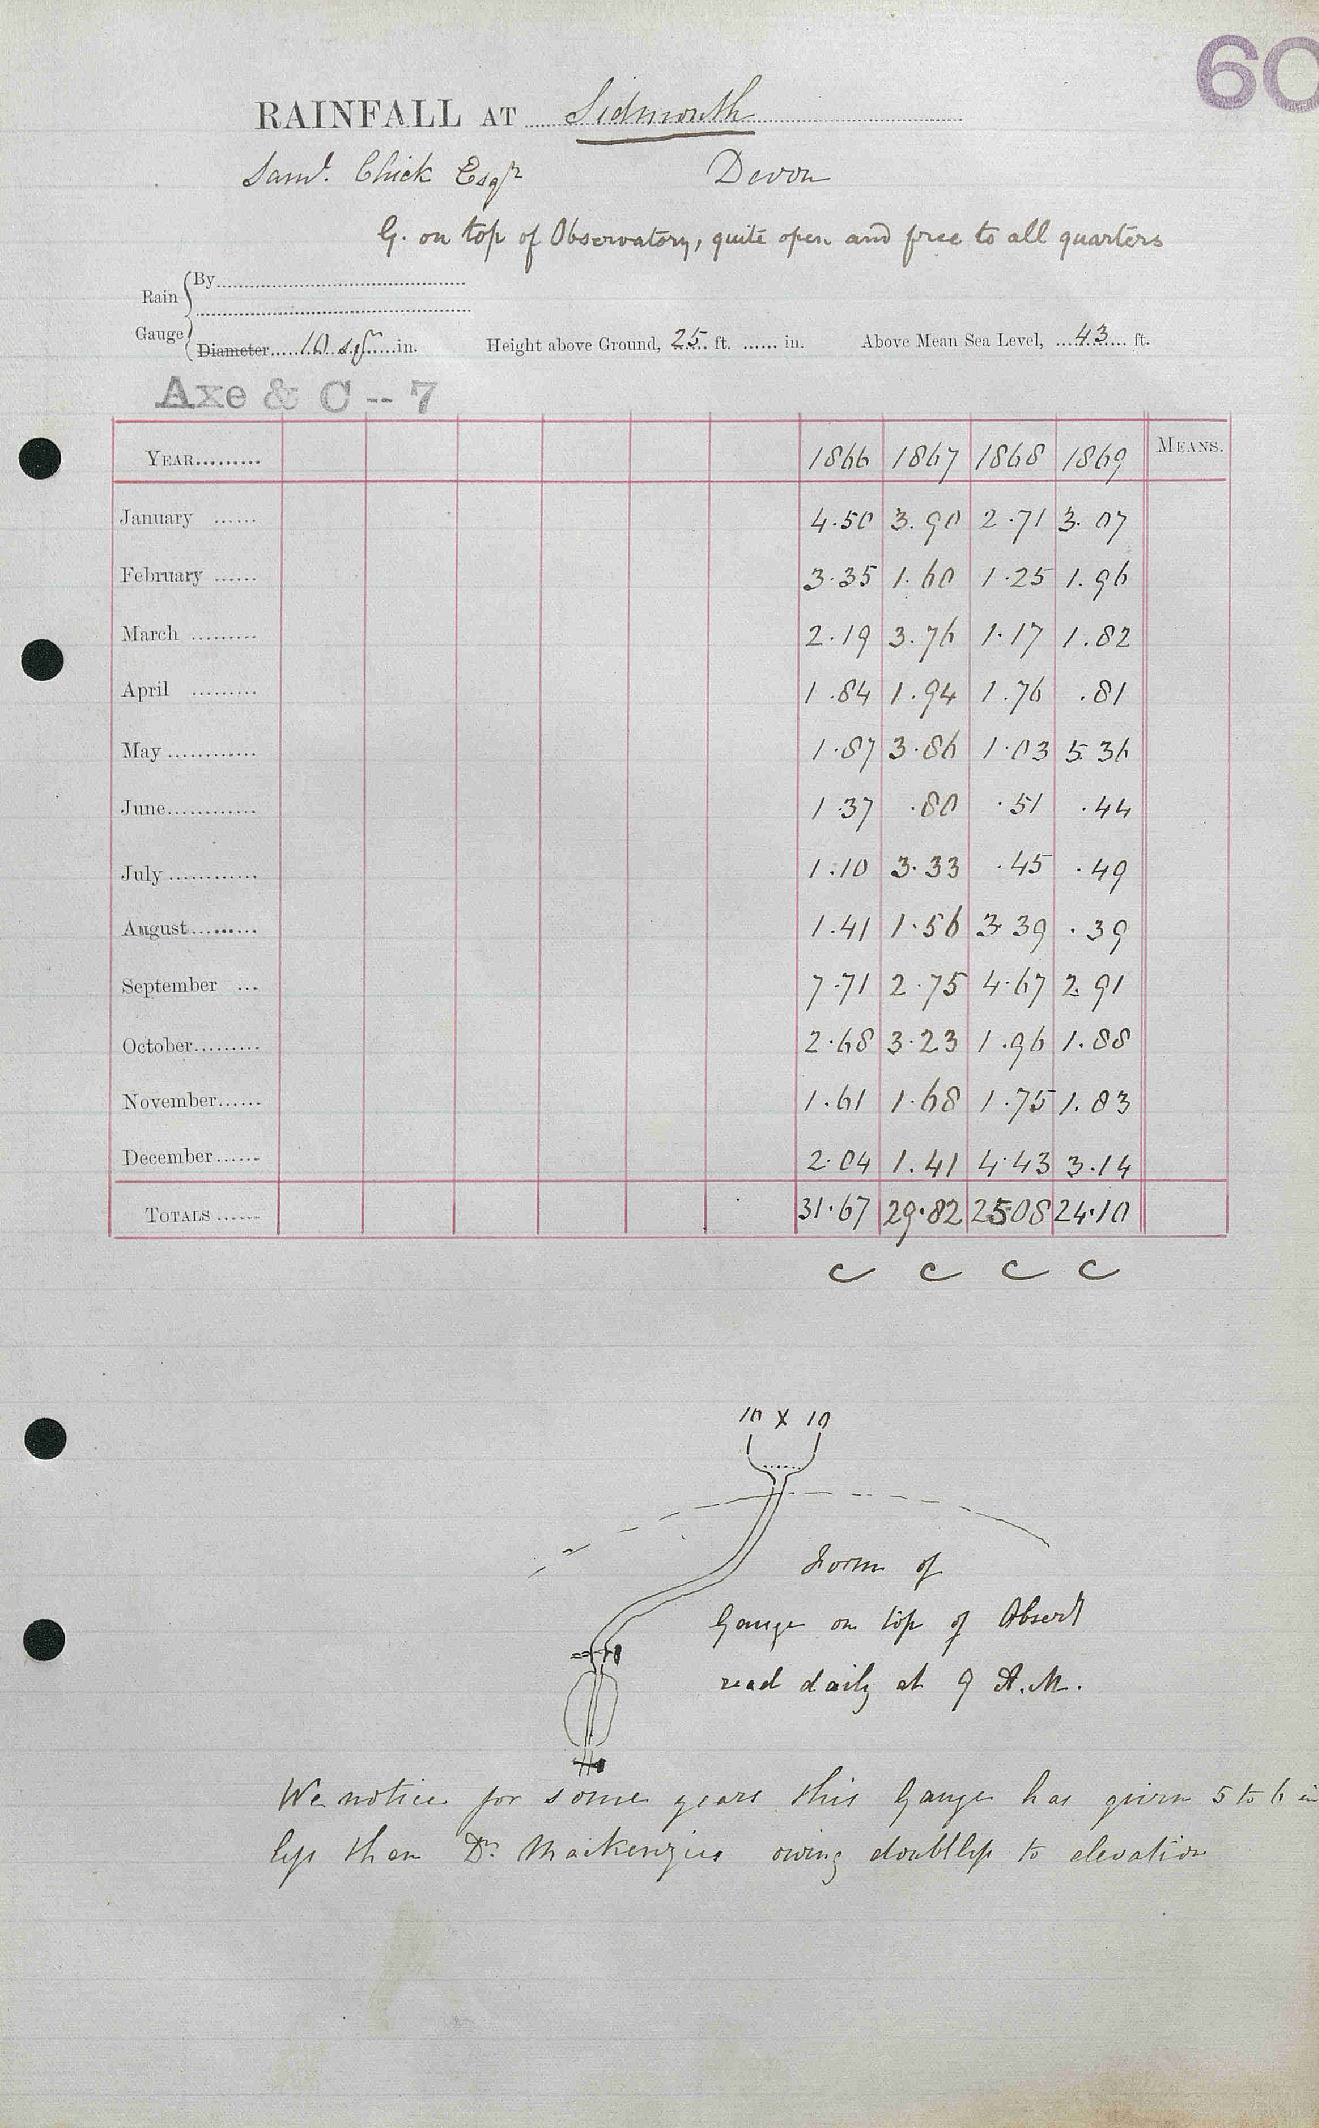 60
RAINFALL AT Sidmouth
Saml. Chick Esqr Devon
G. on top of Observatory, quite open and free to all quarters
Rain Gauge { By
Diameter 10 sqr in. Height above Ground, 25 ft. ...... in. Above Mean Sea Level, 43 ft.
Axe & C -- 7
YEAR 1866 1867 1868 1869 MEANS.
January 4.50 3.90 2.71 3.07
February 3.35 1.60 1.25 1.96
March 2.19 3.76 1.17 1.82
April 1.84 1.94 1.76 .81
May 1.87 3.86 1.03 5.36
June 1.37 .80 .51 .44
July 1.10 3.33 .45 .49
August 1.41 1.56 3.39 .39
September 7.71 2.75 4.67 2.91
October 2.68 3.23 1.96 1.88
November 1.61 1.68 1.75 1.83
December 2.04 1.41 4.43 3.14
TOTALS 31.67 29.82 25.08 24.10
C C C C
10 x 10
Form of
Gauge on top of Obsert
read daily at 9 A.M.
We notice for some years this Gauge has given 5 to 6 in
less than Dr. Mackenzies owing doubtless to elevation